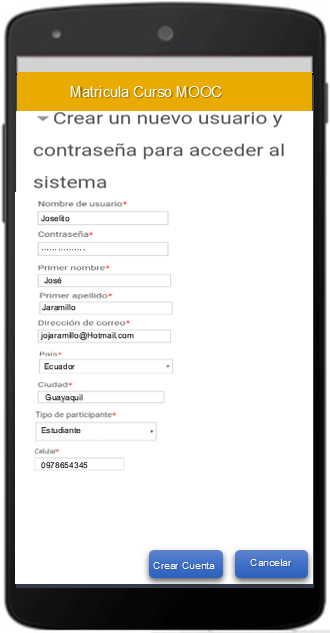 Matricula Curso MOOC
Crear un nuevo usuario y
contraseña para acceder al
sistema
Nombre de usuario*
Joselito
Contraseña*
................
Primer nombre*
José
Primer apellido*
Jaramillo
Dirección de correo*
jojaramillo@Hotmail.com
País*
Ecuador
Ciudad*
Guayaquil
Tipo de participante*
Estudiante
Celular*
0978654345
Crear Cuenta
Cancelar